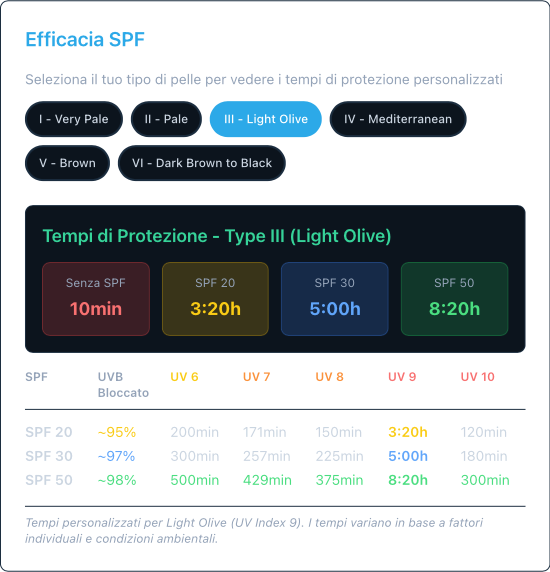 Efficacia SPF
Seleziona il tuo tipo di pelle per vedere i tempi di protezione personalizzati
I - Very Pale
II - Pale
III - Light Olive
IV - Mediterranean
V - Brown
VI - Dark Brown to Black
Tempi di Protezione - Type III (Light Olive)
Senza SPF
10min
SPF 20
3:20h
SPF 30
5:00h
SPF 50
8:20h
SPF UVB Bloccato UV 6 UV 7 UV 8 UV 9 UV 10
SPF 20 ~95% 200min 171min 150min 3:20h 120min
SPF 30 ~97% 300min 257min 225min 5:00h 180min
SPF 50 ~98% 500min 429min 375min 8:20h 300min
Tempi personalizzati per Light Olive (UV Index 9). I tempi variano in base a fattori
individuali e condizioni ambientali.